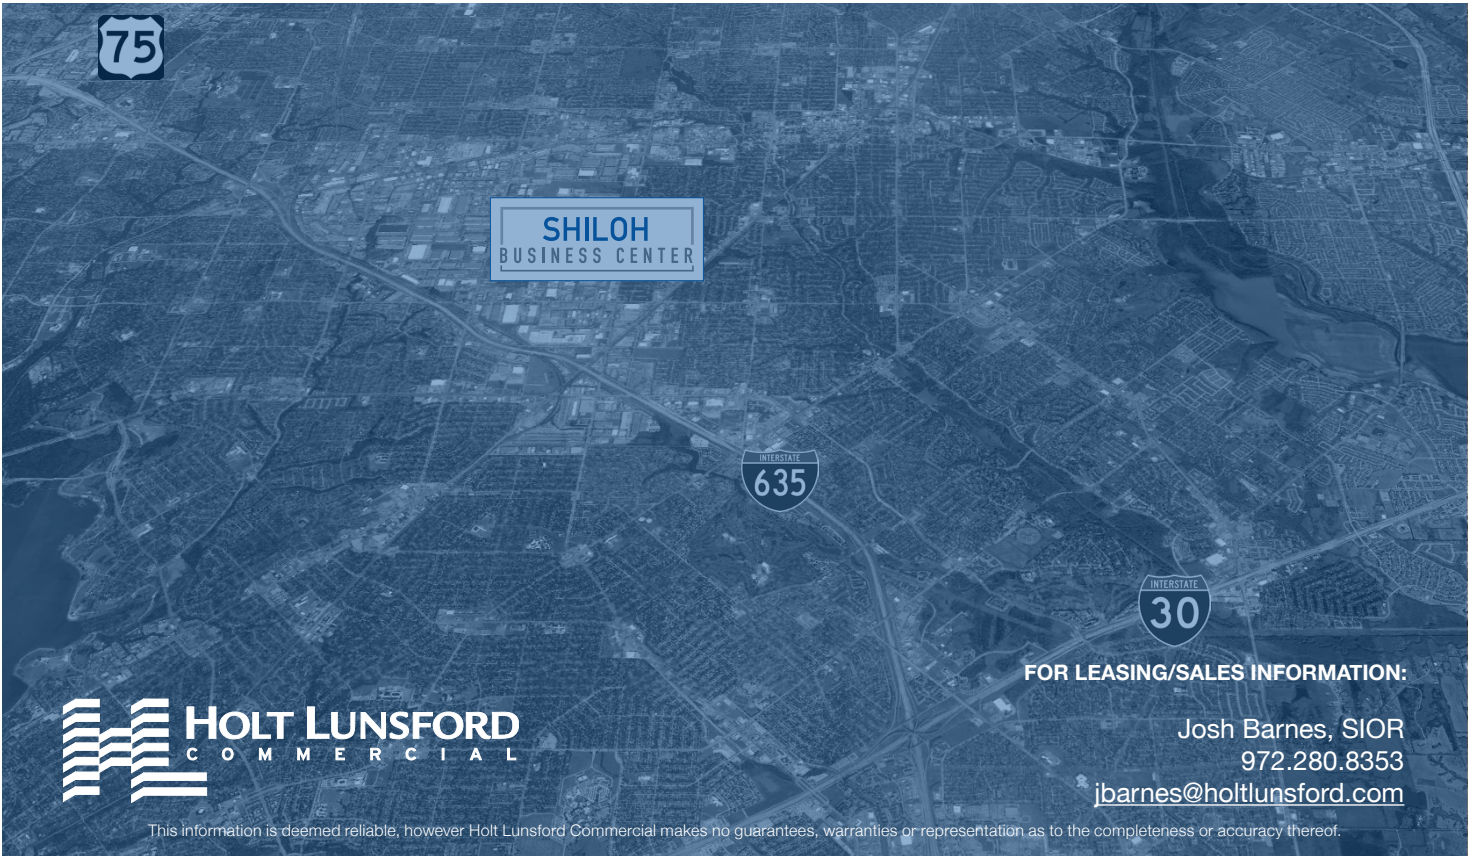 75
SHILOH
BUSINESS CENTER
INTERSTATE
635
INTERSTATE
30
FOR LEASING/SALES INFORMATION:
HOLT LUNSFORD
COMMERCIAL
Josh Barnes, SIOR
972.280.8353
jbarnes@holtlunsford.com
This information is deemed reliable, however Holt Lunsford Commercial makes no guarantees, warranties or representation as to the completeness or accuracy thereof.